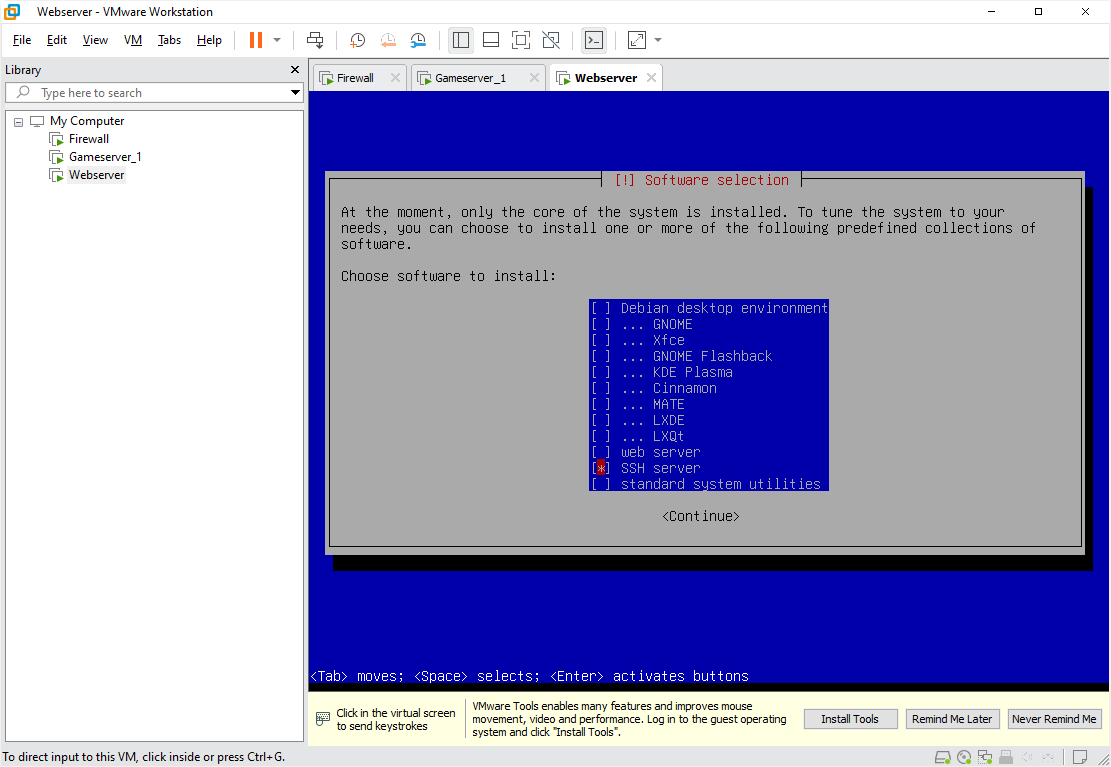 Webserver - VMware Workstation
File Edit View VM Tabs Help
Library
Type here to search
My Computer
Firewall
Gameserver_1
Webserver
Firewall Gameserver_1 Webserver
[!] Software selection
At the moment, only the core of the system is installed. To tune the system to your
needs, you can choose to install one or more of the following predefined collections of
software.
Choose software to install:
[ ] Debian desktop environment
[ ] ... GNOME
[ ] ... Xfce
[ ] ... GNOME Flashback
[ ] ... KDE Plasma
[ ] ... Cinnamon
[ ] ... MATE
[ ] ... LXDE
[ ] ... LXQt
[ ] web server
[*] SSH server
[ ] standard system utilities
<Continue>
<Tab> moves; <Space> selects; <Enter> activates buttons
Click in the virtual screen
to send keystrokes
VMware Tools enables many features and improves mouse
movement, video and performance. Log in to the guest operating
system and click "Install Tools".
Install Tools
Remind Me Later
Never Remind Me
To direct input to this VM, click inside or press Ctrl+G.